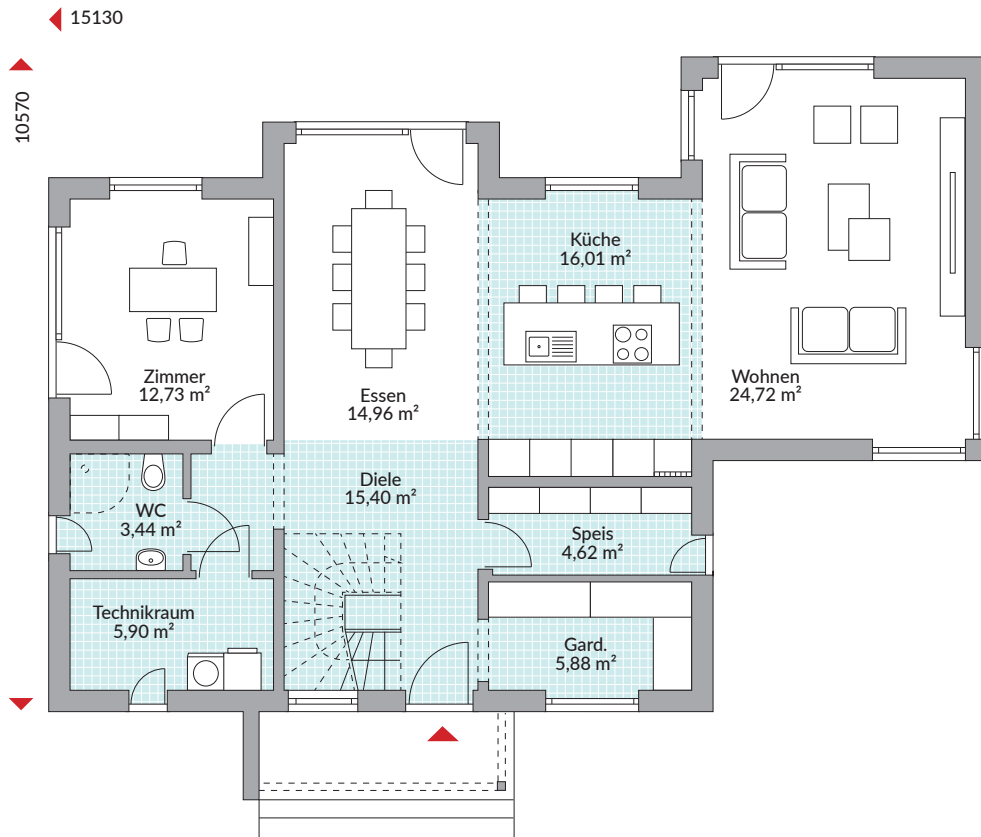 15130
10570
Küche
16,01 m²
Zimmer
12,73 m²
Essen
14,96 m²
Wohnen
24,72 m²
Diele
15,40 m²
WC
3,44 m²
Speis
4,62 m²
Technikraum
5,90 m²
Gard.
5,88 m²